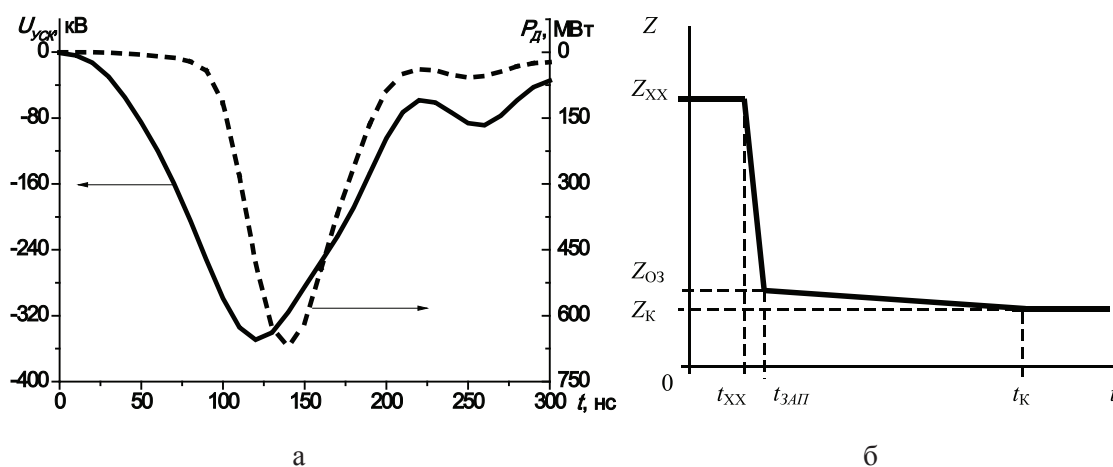 U_УСК, кВ
P_Д, МВт
0
-80
-160
-240
-320
-400
0
150
300
450
600
750
0 50 100 150 200 250 300
t, нс
а
Z
Z_ХХ
Z_ОЗ
Z_К
0
t_ХХ t_ЗАП t_К t
б